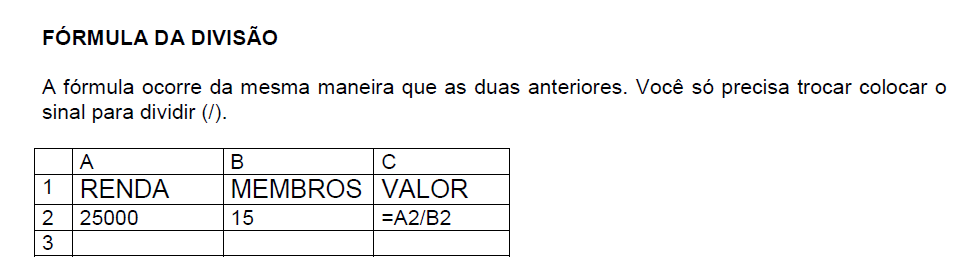 FÓRMULA DA DIVISÃO
A fórmula ocorre da mesma maneira que as duas anteriores. Você só precisa trocar colocar o
sinal para dividir (/).
A B C
1 RENDA MEMBROS VALOR
2 25000 15 =A2/B2
3